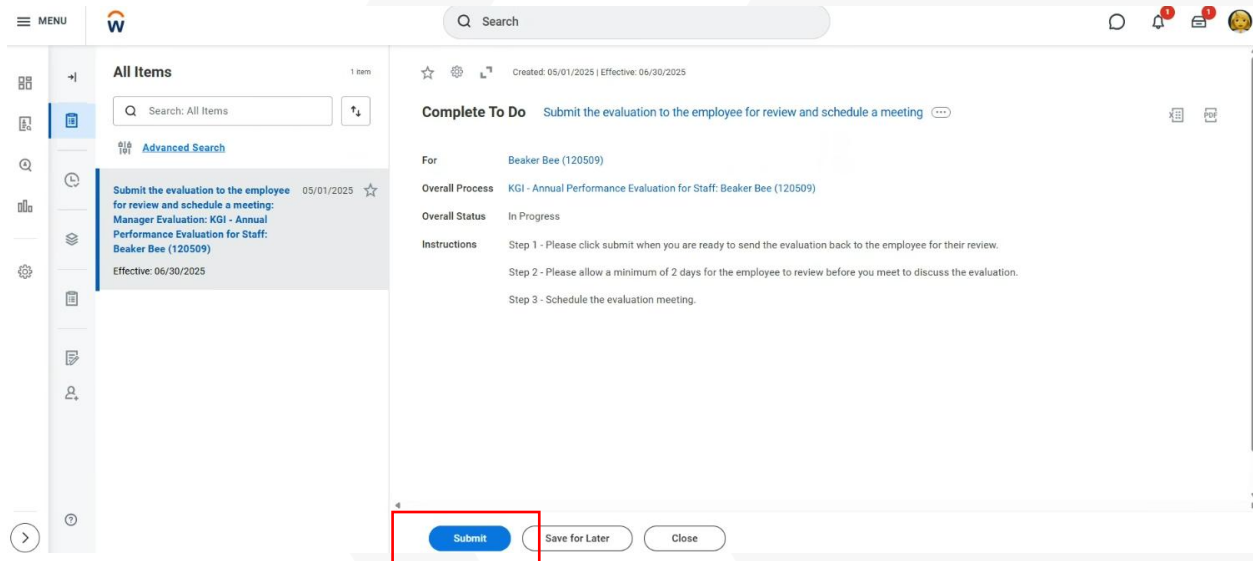 MENU
Search
1
1
All Items
1 item
Search: All Items
Advanced Search
Submit the evaluation to the employee 05/01/2025
for review and schedule a meeting:
Manager Evaluation: KGI - Annual
Performance Evaluation for Staff:
Beaker Bee (120509)
Effective: 06/30/2025
Created: 05/01/2025 | Effective: 06/30/2025
Complete To Do Submit the evaluation to the employee for review and schedule a meeting
PDF
For Beaker Bee (120509)
Overall Process KGI - Annual Performance Evaluation for Staff: Beaker Bee (120509)
Overall Status In Progress
Instructions Step 1 - Please click submit when you are ready to send the evaluation back to the employee for their review.
Step 2 - Please allow a minimum of 2 days for the employee to review before you meet to discuss the evaluation.
Step 3 - Schedule the evaluation meeting.
Submit Save for Later Close